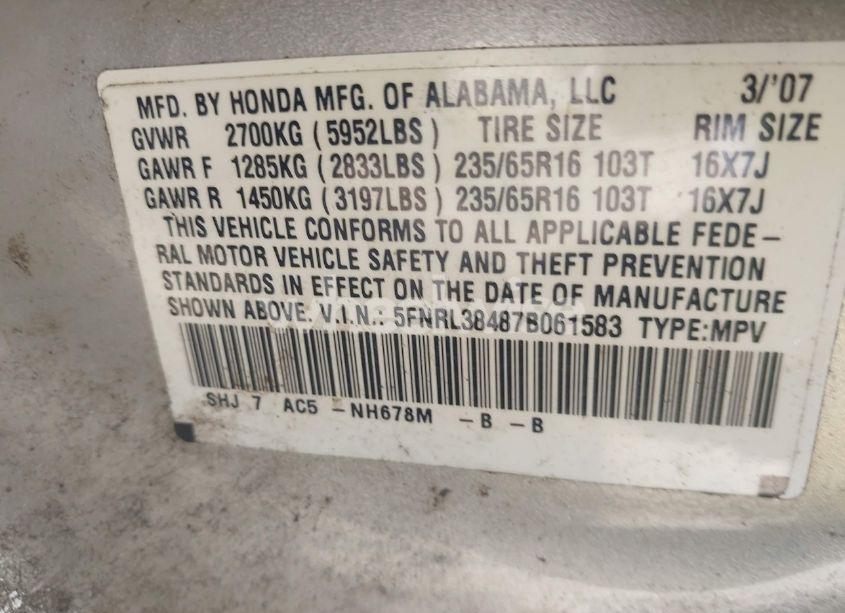 MFD. BY HONDA MFG. OF ALABAMA, LLC 3/'07
GVWR 2700KG (5952LBS) TIRE SIZE RIM SIZE
GAWR F 1285KG (2833LBS) 235/65R16 103T 16X7J
GAWR R 1450KG (3197LBS) 235/65R16 103T 16X7J
THIS VEHICLE CONFORMS TO ALL APPLICABLE FEDE-
RAL MOTOR VEHICLE SAFETY AND THEFT PREVENTION
STANDARDS IN EFFECT ON THE DATE OF MANUFACTURE
SHOWN ABOVE. V.I.N.: 5FNRL38487B061583 TYPE:MPV
SHJ 7 AC5 -NH678M -B -B